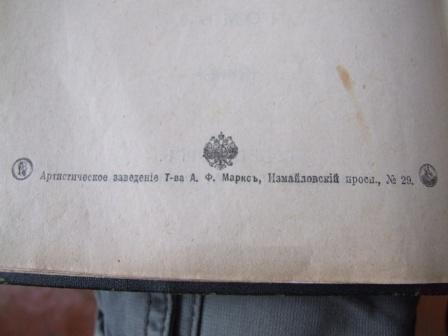 Артистическое заведеніе Т-ва А. Ф. Марксъ, Измайловскій просп., № 29.